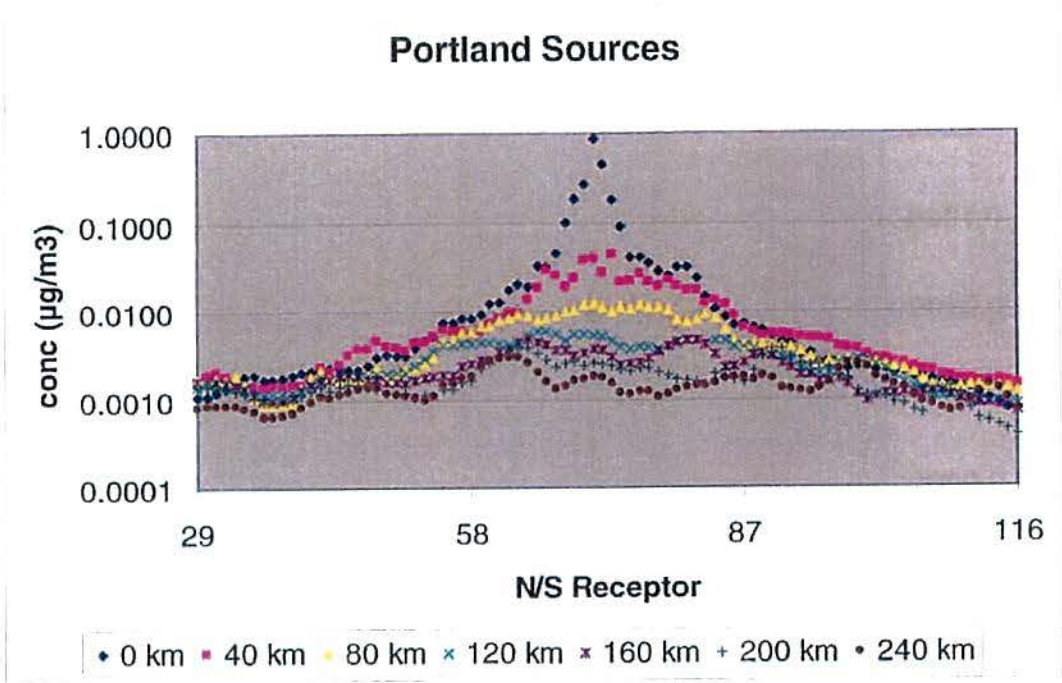 Portland Sources
1.0000
0.1000
0.0100
0.0010
0.0001
conc (µg/m3)
29 58 87 116
N/S Receptor
0 km 40 km 80 km 120 km 160 km 200 km 240 km